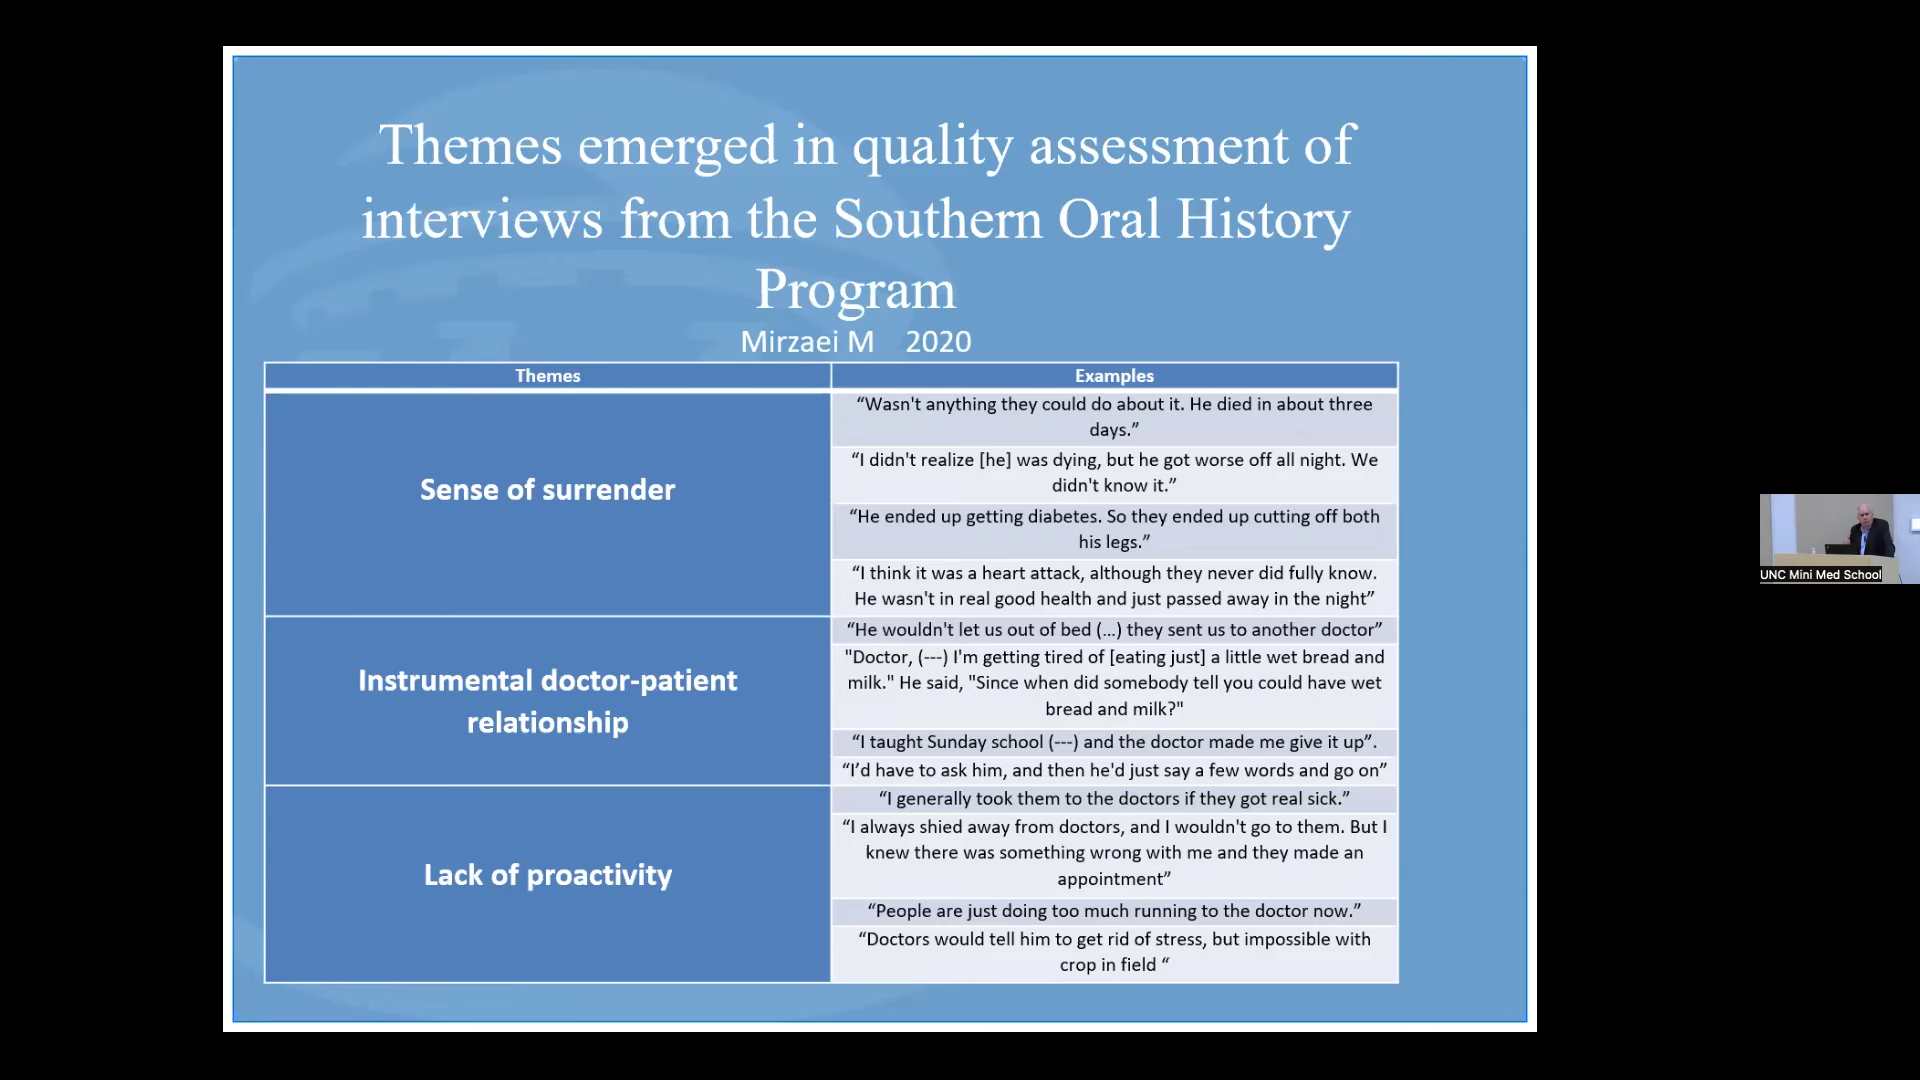 Themes emerged in quality assessment of
interviews from the Southern Oral History
Program
Mirzaei M 2020
Themes
Examples
Sense of surrender
“Wasn't anything they could do about it. He died in about three
days.”
“I didn't realize [he] was dying, but he got worse off all night. We
didn't know it.”
“He ended up getting diabetes. So they ended up cutting off both
his legs.”
“I think it was a heart attack, although they never did fully know.
He wasn't in real good health and just passed away in the night”
Instrumental doctor-patient
relationship
“He wouldn't let us out of bed (...) they sent us to another doctor”
"Doctor, (---) I'm getting tired of [eating just] a little wet bread and
milk." He said, "Since when did somebody tell you could have wet
bread and milk?"
“I taught Sunday school (---) and the doctor made me give it up”.
“I’d have to ask him, and then he'd just say a few words and go on”
Lack of proactivity
“I generally took them to the doctors if they got real sick.”
“I always shied away from doctors, and I wouldn't go to them. But I
knew there was something wrong with me and they made an
appointment”
“People are just doing too much running to the doctor now.”
“Doctors would tell him to get rid of stress, but impossible with
crop in field “
UNC Mini Med School